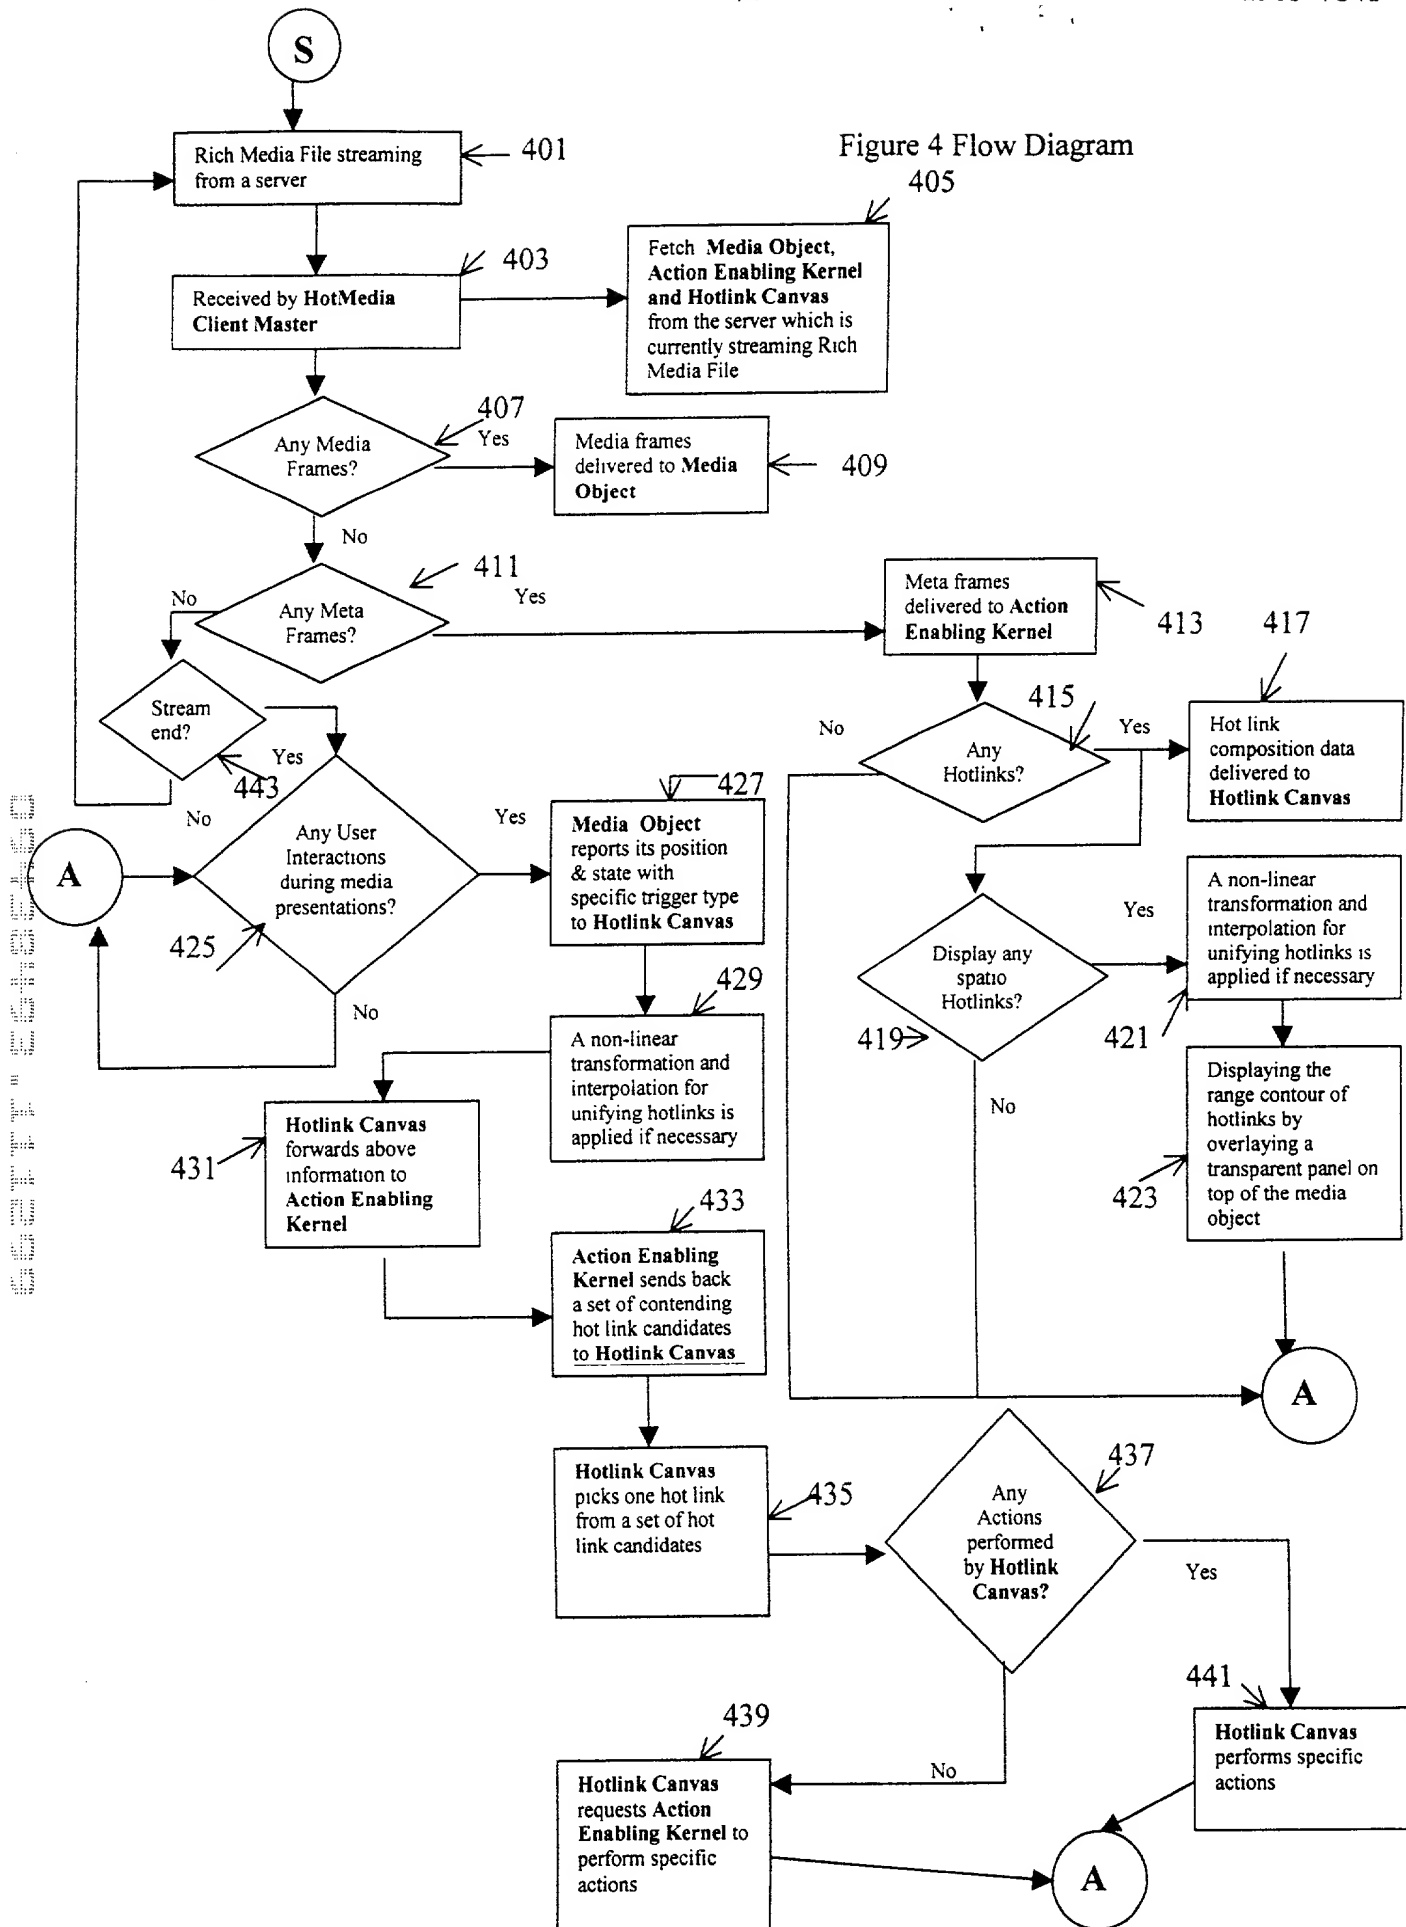 S
Rich Media File streaming
from a server
401
Figure 4 Flow Diagram
405
Received by HotMedia
Client Master
403
Fetch Media Object,
Action Enabling Kernel
and Hotlink Canvas
from the server which is
currently streaming Rich
Media File
Any Media
Frames?
407
Yes
No
Media frames
delivered to Media
Object
409
Any Meta
Frames?
411
Yes
No
Meta frames
delivered to Action
Enabling Kernel
413
417
Stream
end?
Yes
443
No
Any
Hotlinks?
415
No
Yes
Hot link
composition data
delivered to
Hotlink Canvas
A
Any User
Interactions
during media
presentations?
425
Yes
No
427
Media Object
reports its position
& state with
specific trigger type
to Hotlink Canvas
Display any
spatio
Hotlinks?
419
Yes
No
A non-linear
transformation and
interpolation for
unifying hotlinks is
applied if necessary
421
429
A non-linear
transformation and
interpolation for
unifying hotlinks is
applied if necessary
Displaying the
range contour of
hotlinks by
overlaying a
transparent panel on
top of the media
object
423
Hotlink Canvas
forwards above
information to
Action Enabling
Kernel
431
433
Action Enabling
Kernel sends back
a set of contending
hot link candidates
to Hotlink Canvas
A
Hotlink Canvas
picks one hot link
from a set of hot
link candidates
435
Any
Actions
performed
by Hotlink
Canvas?
437
Yes
No
441
Hotlink Canvas
performs specific
actions
439
Hotlink Canvas
requests Action
Enabling Kernel to
perform specific
actions
A